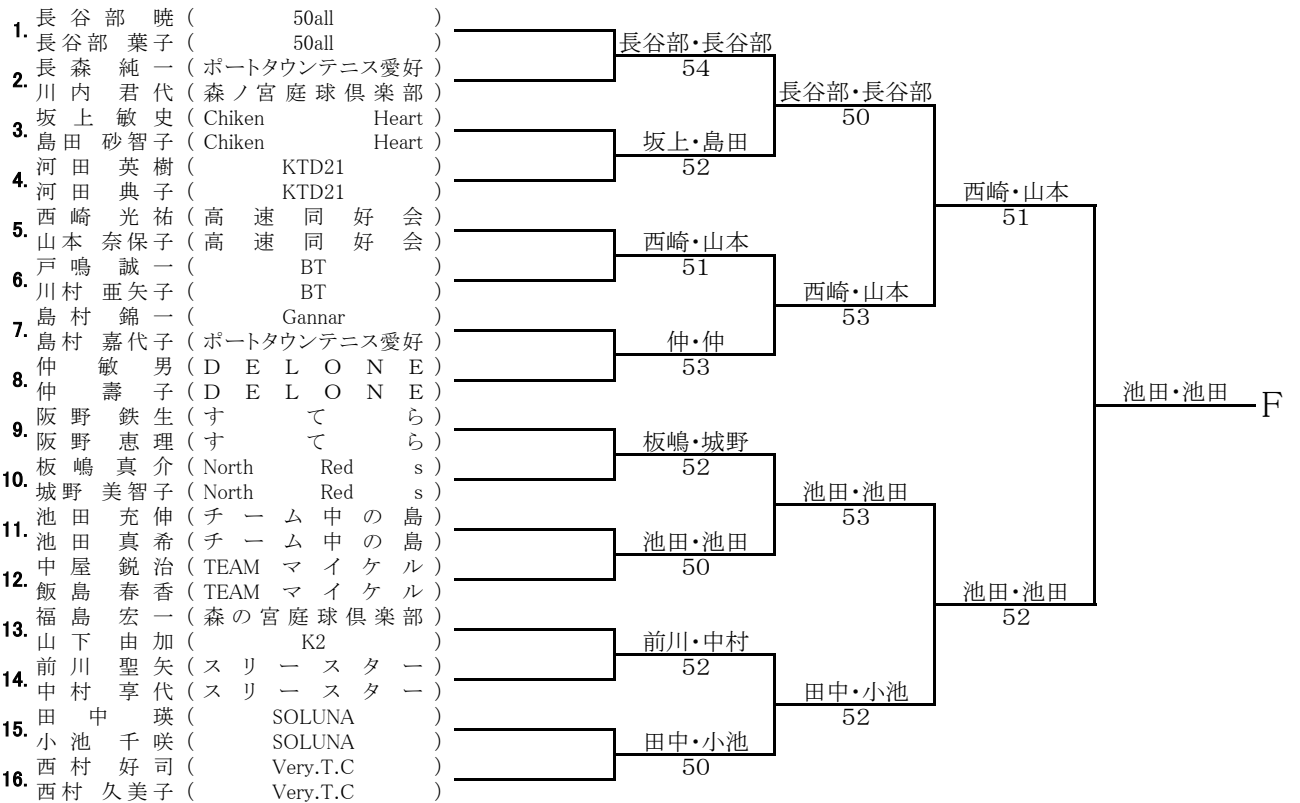 1. 長谷部 暁 ( 50all )
長谷部 葉子 ( 50all )
2. 長森純一 ( ポートタウンテニス愛好 )
川内君代 ( 森ノ宮庭球倶楽部 )
3. 坂上敏史 ( Chiken Heart )
島田 砂智子 ( Chiken Heart )
4. 河田英樹 ( KTD21 )
河田典子 ( KTD21 )
5. 西崎光祐 ( 高速同好会 )
山本 奈保子 ( 高速同好会 )
6. 戸鳴誠一 ( BT )
川村 亜矢子 ( BT )
7. 島村錦一 ( Gannar )
島村 嘉代子 ( ポートタウンテニス愛好 )
8. 仲敏男 ( DELONE )
仲壽子 ( DELONE )
9. 阪野鉄生 ( すてら )
阪野恵理 ( すてら )
10. 板嶋真介 ( North Red s )
城野 美智子 ( North Red s )
11. 池田充伸 ( チーム中の島 )
池田真希 ( チーム中の島 )
12. 中屋鋭治 ( TEAM マイケル )
飯島春香 ( TEAM マイケル )
13. 福島宏一 ( 森の宮庭球倶楽部 )
山下由加 ( K2 )
14. 前川聖矢 ( スリースター )
中村享代 ( スリースター )
15. 田中瑛 ( SOLUNA )
小池千咲 ( SOLUNA )
16. 西村好司 ( Very.T.C )
西村 久美子 ( Very.T.C )
長谷部・長谷部
54
坂上・島田
52
西崎・山本
51
仲・仲
53
板嶋・城野
52
池田・池田
50
前川・中村
52
田中・小池
50
長谷部・長谷部
50
西崎・山本
53
池田・池田
53
田中・小池
52
西崎・山本
51
池田・池田
52
池田・池田
F